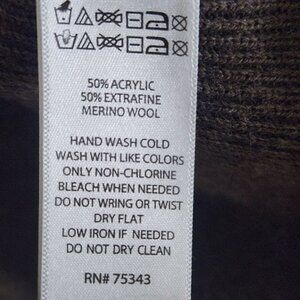 50% ACRYLIC
50% EXTRAFINE
MERINO WOOL
HAND WASH COLD
WASH WITH LIKE COLORS
ONLY NON-CHLORINE
BLEACH WHEN NEEDED
DO NOT WRING OR TWIST
DRY FLAT
LOW IRON IF NEEDED
DO NOT DRY CLEAN
RN# 75343